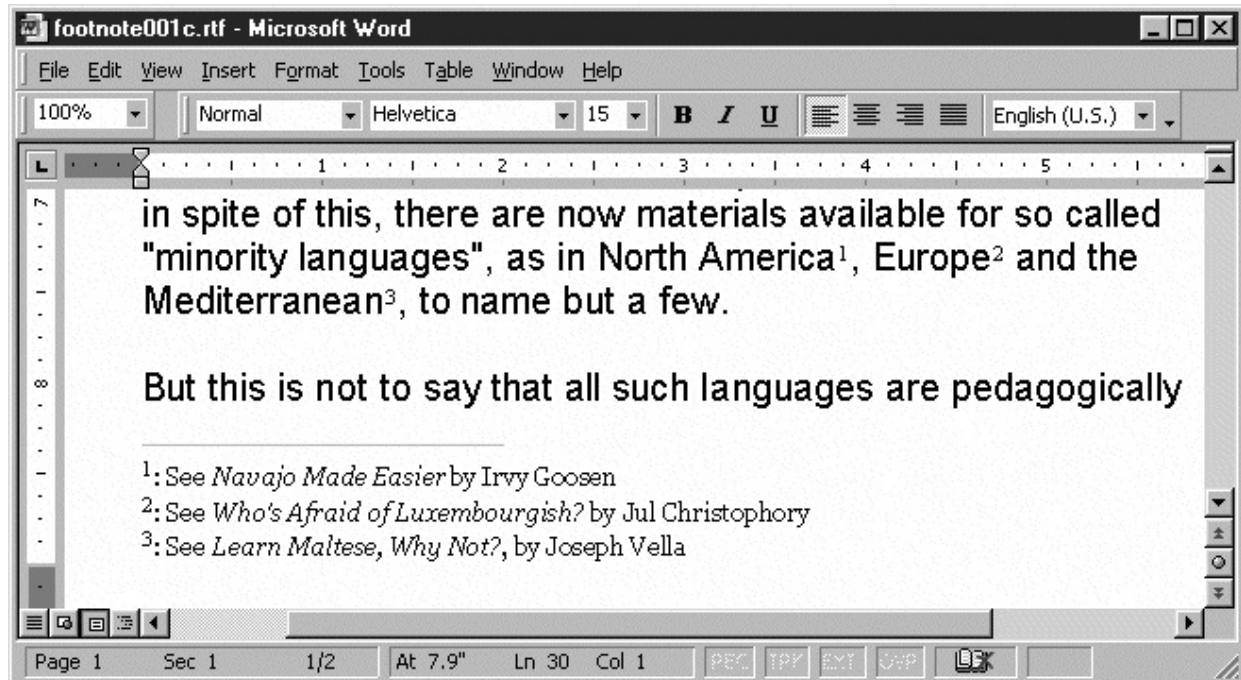 footnote001c.rtf - Microsoft Word
File Edit View Insert Format Tools Table Window Help
100% Normal Helvetica 15 B I U English (U.S.)
L 1 2 3 4 5
7
in spite of this, there are now materials available for so called
"minority languages", as in North America¹, Europe² and the
Mediterranean³, to name but a few.
8
But this is not to say that all such languages are pedagogically
¹: See Navajo Made Easier by Irvy Goosen
²: See Who's Afraid of Luxembourgish? by Jul Christophory
³: See Learn Maltese, Why Not?, by Joseph Vella
Page 1 Sec 1 1/2 At 7.9" Ln 30 Col 1 REC TRK EXT OVR